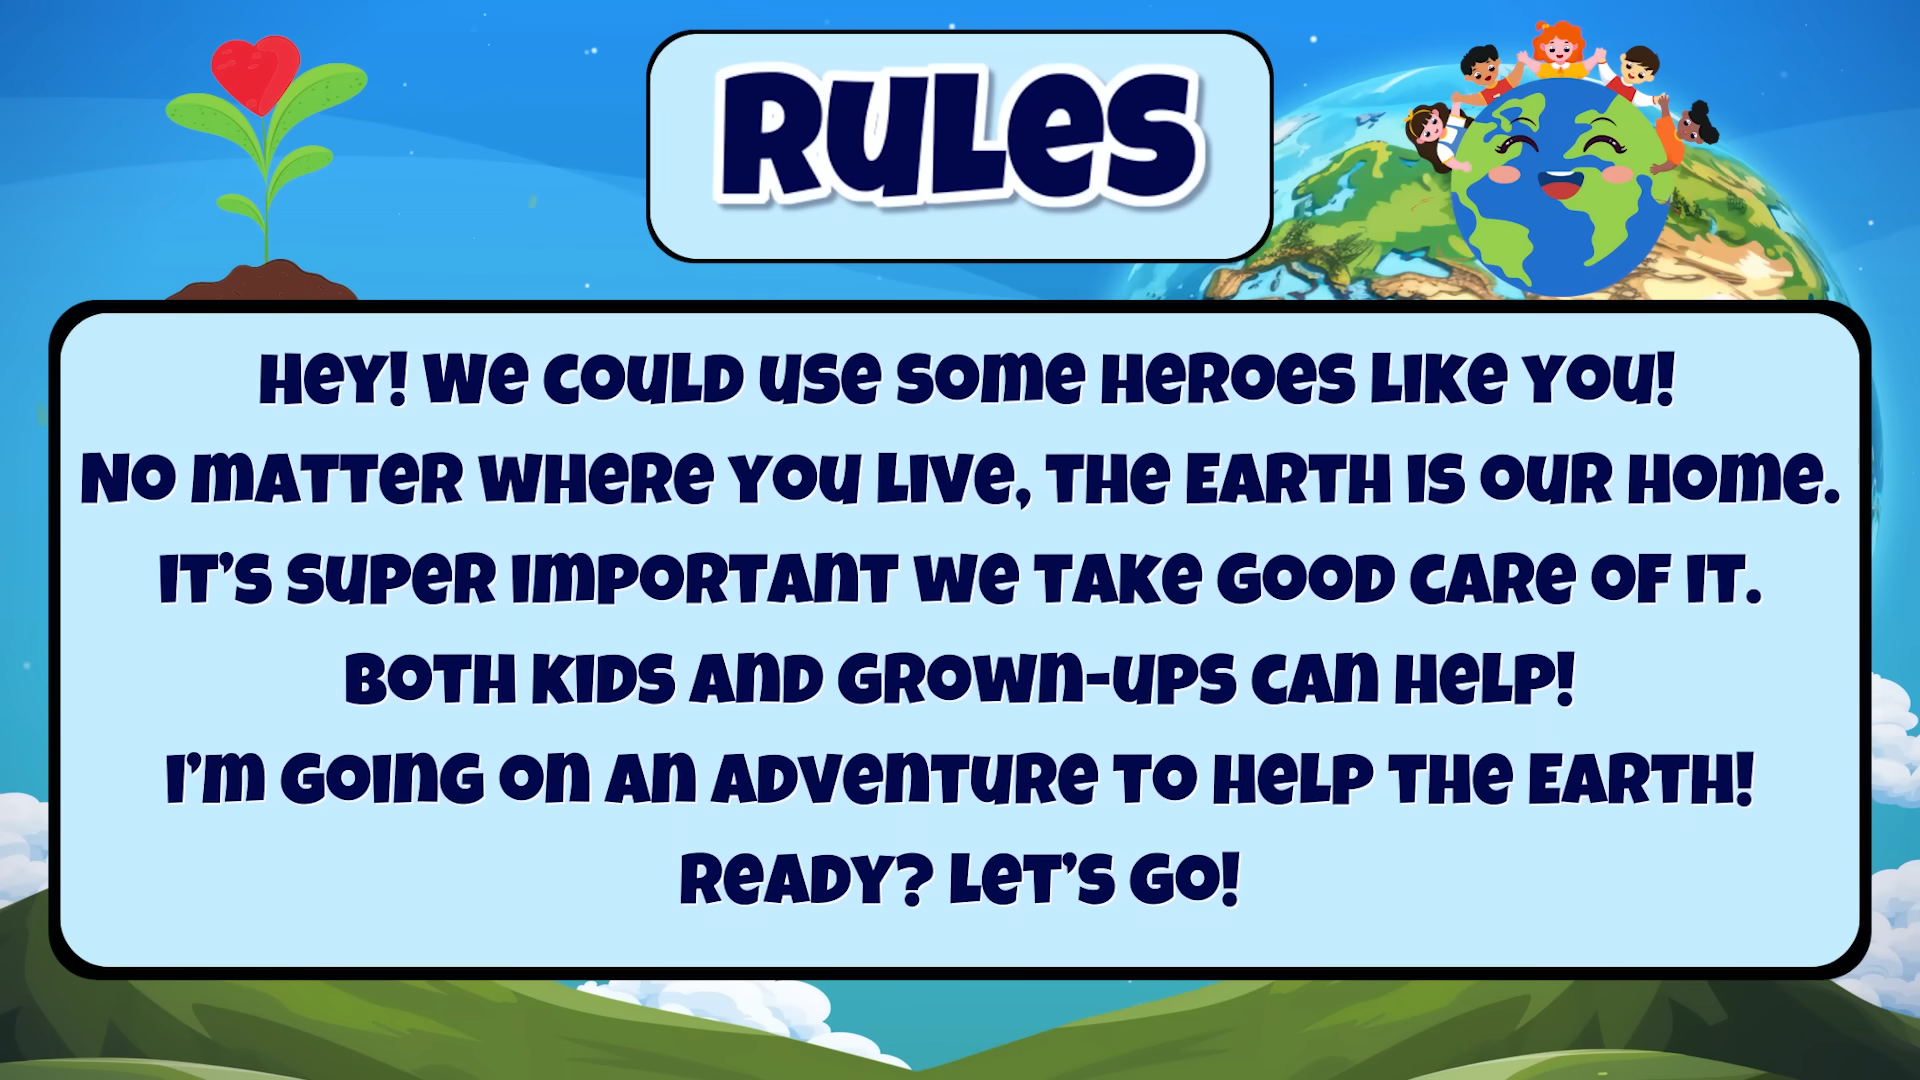 RULES
HEY! WE COULD USE SOME HEROES LIKE YOU!
NO MATTER WHERE YOU LIVE, THE EARTH IS OUR HOME.
IT'S SUPER IMPORTANT WE TAKE GOOD CARE OF IT.
BOTH KIDS AND GROWN-UPS CAN HELP!
I'M GOING ON AN ADVENTURE TO HELP THE EARTH!
READY? LET'S GO!